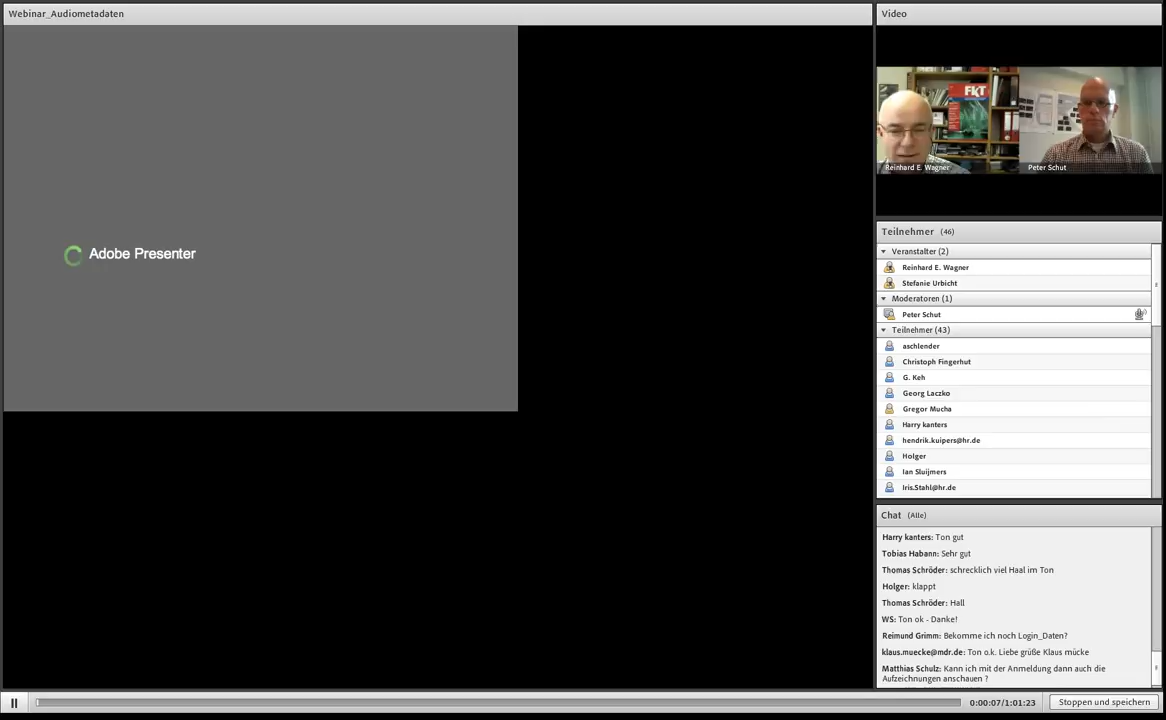 Webinar_Audiometadaten
Adobe Presenter
Video
FKT
Reinhard E. Wagner
Peter Schut
Teilnehmer (46)
Veranstalter (2)
Reinhard E. Wagner
Stefanie Urbicht
Moderatoren (1)
Peter Schut
Teilnehmer (43)
aschlender
Christoph Fingerhut
G. Keh
Georg Laczko
Gregor Mucha
Harry kanters
hendrik.kuipers@hr.de
Holger
Ian Sluijmers
Iris.Stahl@hr.de
Chat (Alle)
Harry kanters: Ton gut
Tobias Habann: Sehr gut
Thomas Schröder: schrecklich viel Haal im Ton
Holger: klappt
Thomas Schröder: Hall
WS: Ton ok - Danke!
Reimund Grimm: Bekomme ich noch Login_Daten?
klaus.muecke@mdr.de: Ton o.k. Liebe grüße Klaus mücke
Matthias Schulz: Kann ich mit der Anmeldung dann auch die
Aufzeichnungen anschauen ?
0:00:07/1:01:23
Stoppen und speichern